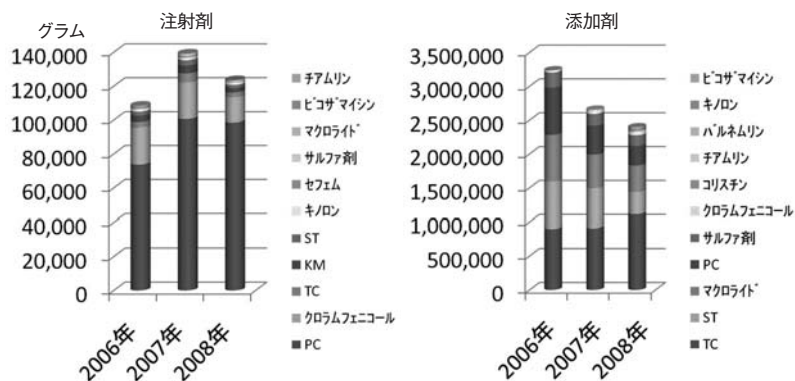 グラム
注射剤
140,000
120,000
100,000
80,000
60,000
40,000
20,000
0
2006年
2007年
2008年
チアムリン
ビコザマイシン
マクロライド
サルファ剤
セフェム
キノロン
ST
KM
TC
クロラムフェニコール
PC
添加剤
3,500,000
3,000,000
2,500,000
2,000,000
1,500,000
1,000,000
500,000
0
2006年
2007年
2008年
ビコザマイシン
キノロン
バルネムリン
チアムリン
コリスチン
クロラムフェニコール
サルファ剤
PC
マクロライド
ST
TC